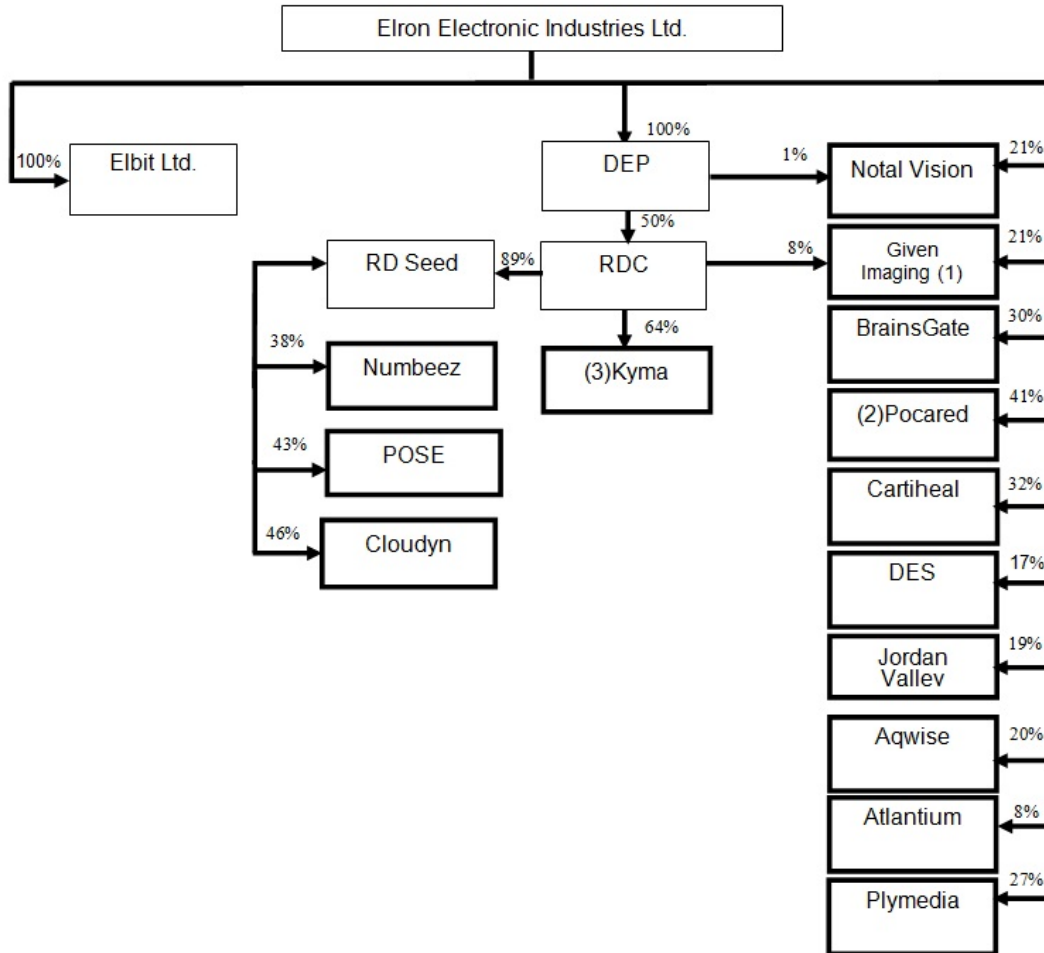 Elron Electronic Industries Ltd.
100%
Elbit Ltd.
100%
DEP
1%
Notal Vision
21%
50%
RD Seed
89%
RDC
8%
Given
Imaging (1)
21%
38%
Numbeez
64%
(3)Kyma
BrainsGate
30%
(2)Pocared
41%
43%
POSE
Cartiheal
32%
46%
Cloudyn
DES
17%
Jordan
Vallev
19%
Aqwise
20%
Atlantium
8%
Plymedia
27%